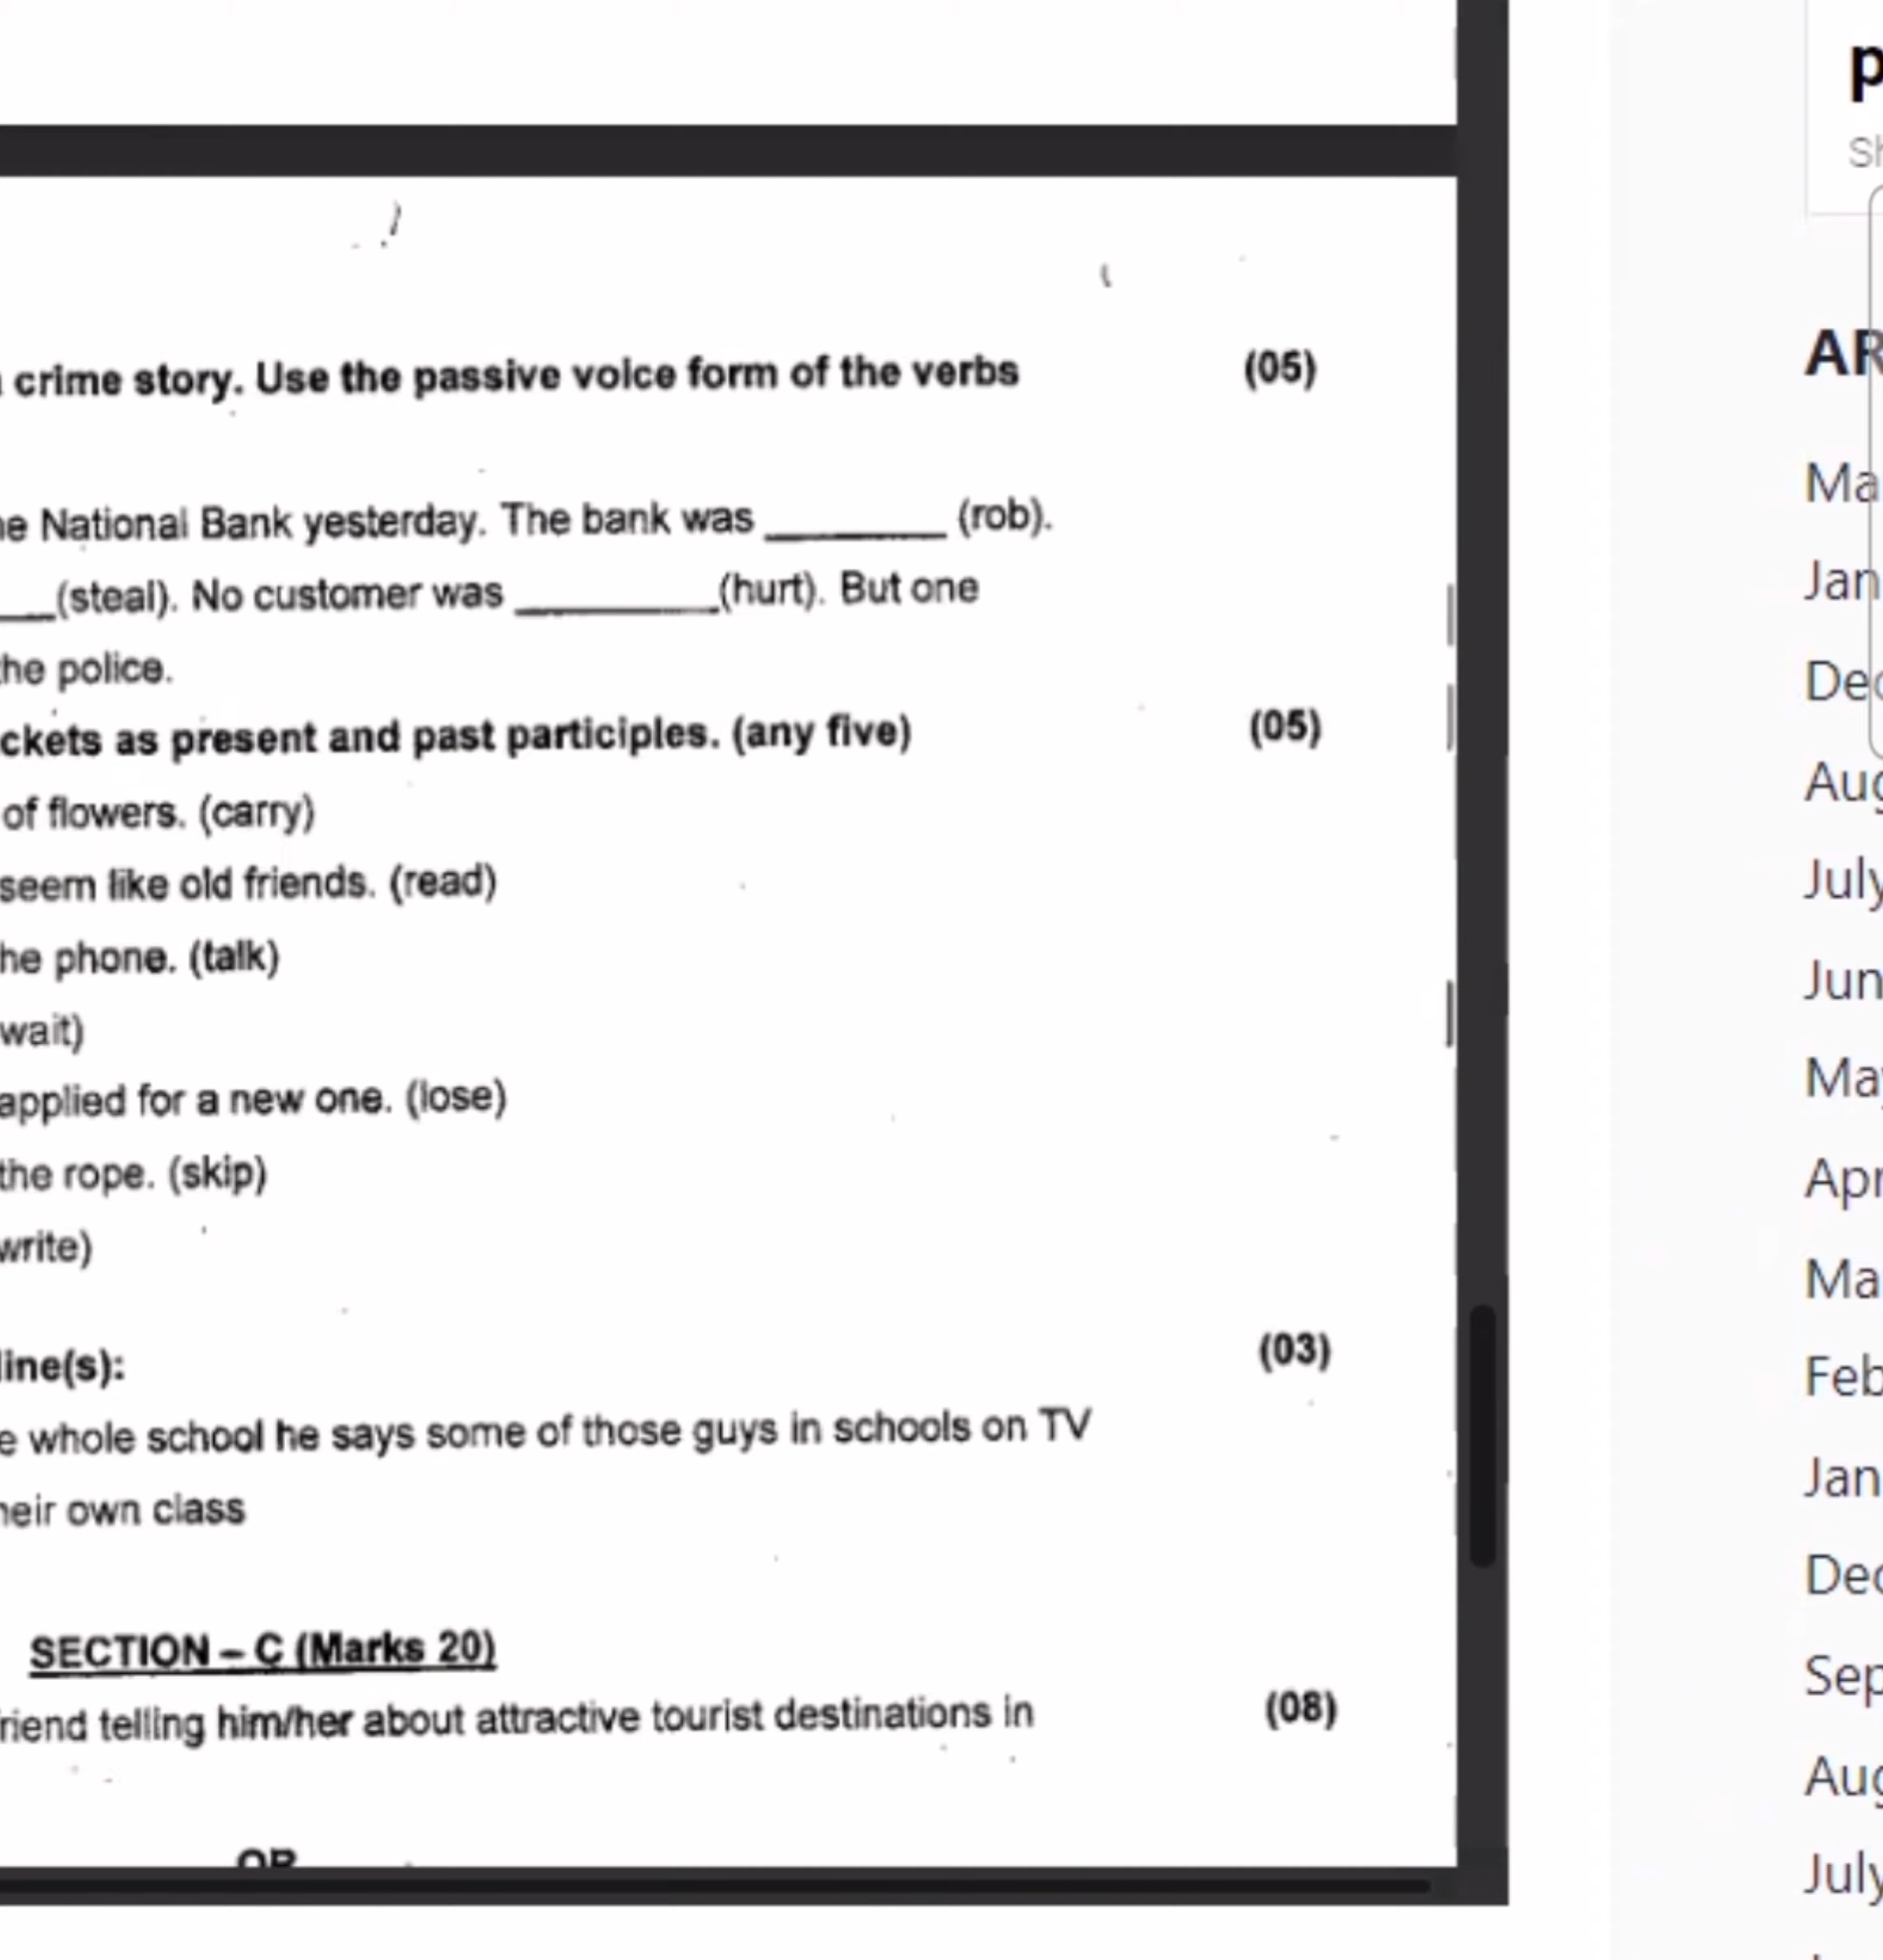 crime story. Use the passive voice form of the verbs (05)
National Bank yesterday. The bank was ________ (rob).
__(steal). No customer was ________(hurt). But one
the police.
ckets as present and past participles. (any five) (05)
of flowers. (carry)
seem like old friends. (read)
he phone. (talk)
wait)
applied for a new one. (lose)
the rope. (skip)
write)
line(s): (03)
e whole school he says some of those guys in schools on TV
heir own class
SECTION – C (Marks 20)
riend telling him/her about attractive tourist destinations in (08)
OR
p
Sh
AR
Ma
Jan
Dec
Aug
July
Jun
May
Apr
Ma
Feb
Jan
Dec
Sep
Aug
July